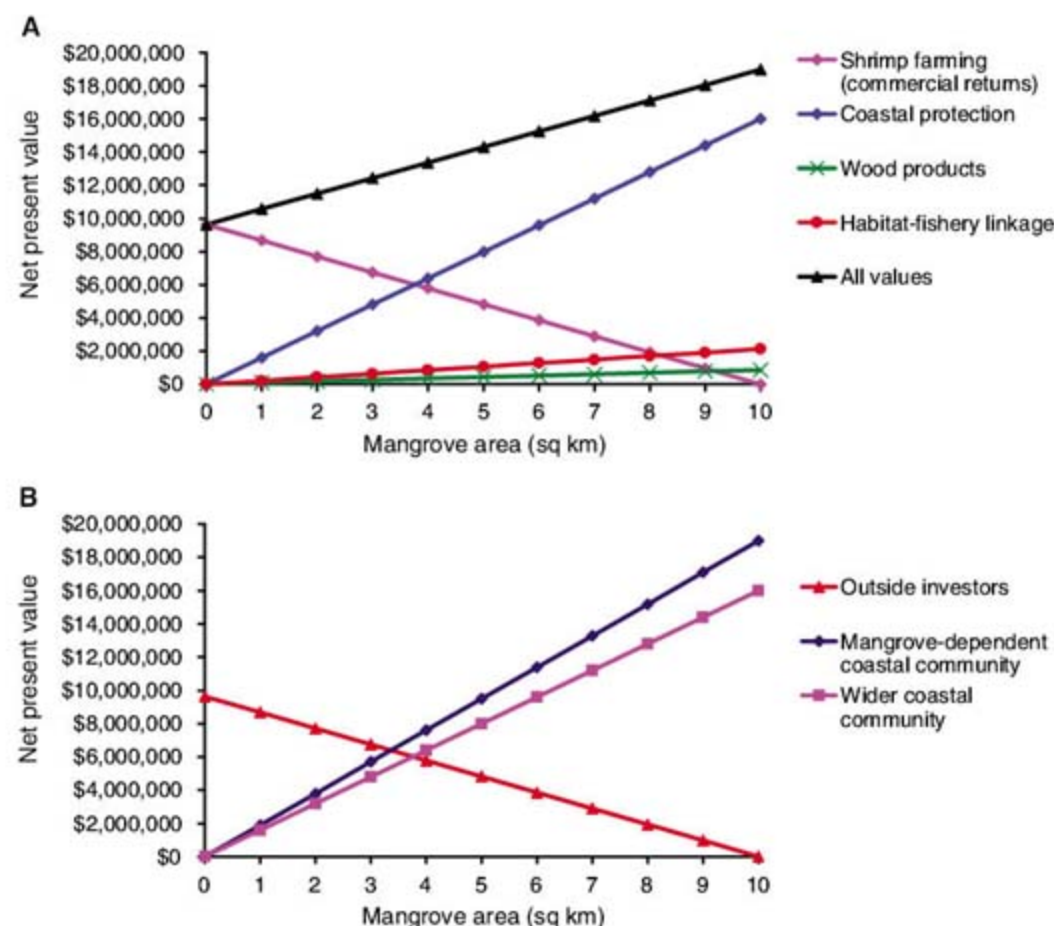 A
$20,000,000
$18,000,000
$16,000,000
$14,000,000
$12,000,000
$10,000,000
$8,000,000
$6,000,000
$4,000,000
$2,000,000
$0
Net present value
0 1 2 3 4 5 6 7 8 9 10
Mangrove area (sq km)
Shrimp farming
(commercial returns)
Coastal protection
Wood products
Habitat-fishery linkage
All values
B
$20,000,000
$18,000,000
$16,000,000
$14,000,000
$12,000,000
$10,000,000
$8,000,000
$6,000,000
$4,000,000
$2,000,000
$0
Net present value
0 1 2 3 4 5 6 7 8 9 10
Mangrove area (sq km)
Outside investors
Mangrove-dependent
coastal community
Wider coastal
community